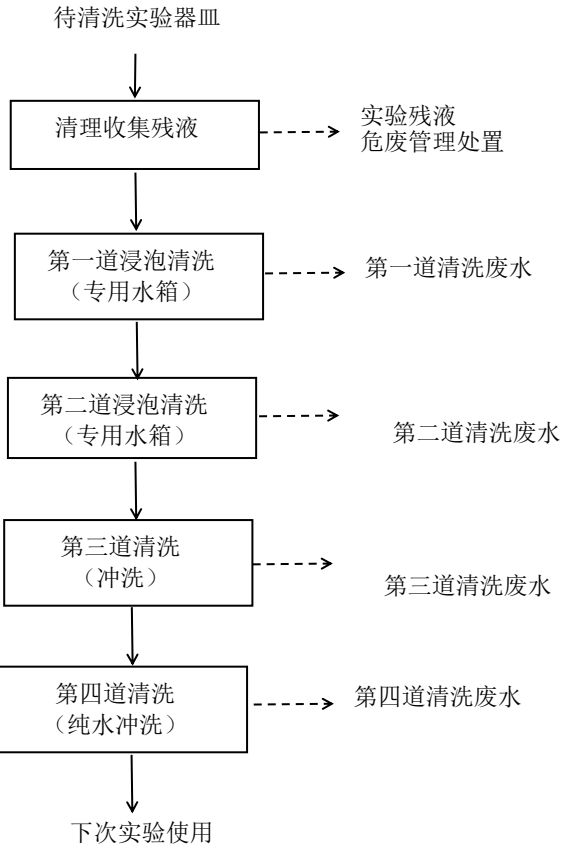 待清洗实验器皿
清理收集残液
实验残液
危废管理处置
第一道浸泡清洗
（专用水箱）
第一道清洗废水
第二道浸泡清洗
（专用水箱）
第二道清洗废水
第三道清洗
（冲洗）
第三道清洗废水
第四道清洗
（纯水冲洗）
第四道清洗废水
下次实验使用